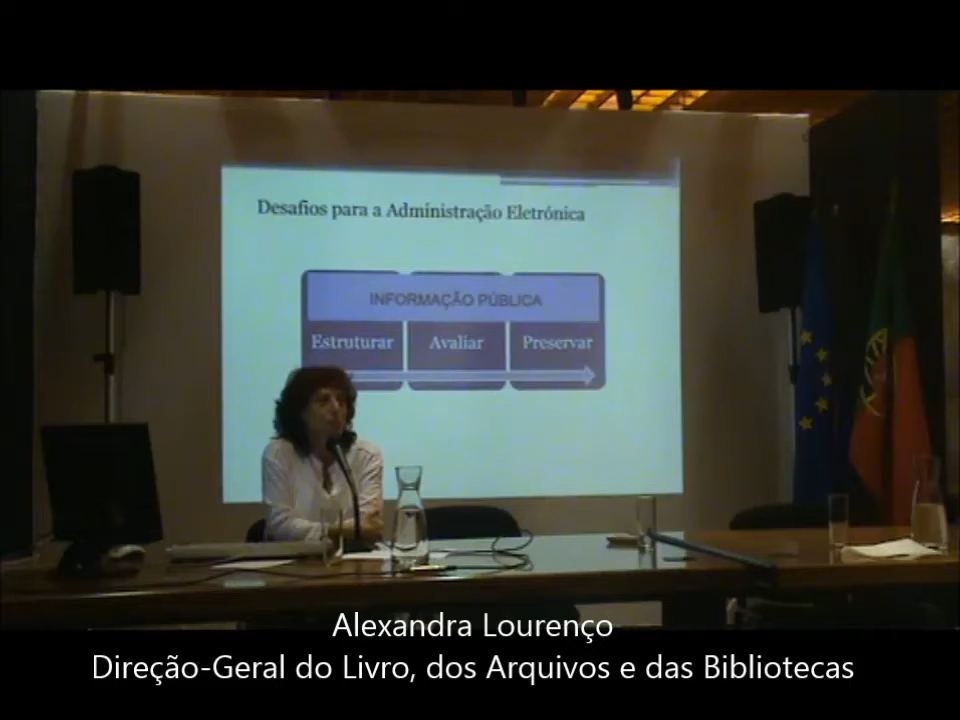 Desafios para a Administração Eletrónica
INFORMAÇÃO PÚBLICA
Estruturar Avaliar Preservar
Alexandra Lourenço
Direção-Geral do Livro, dos Arquivos e das Bibliotecas